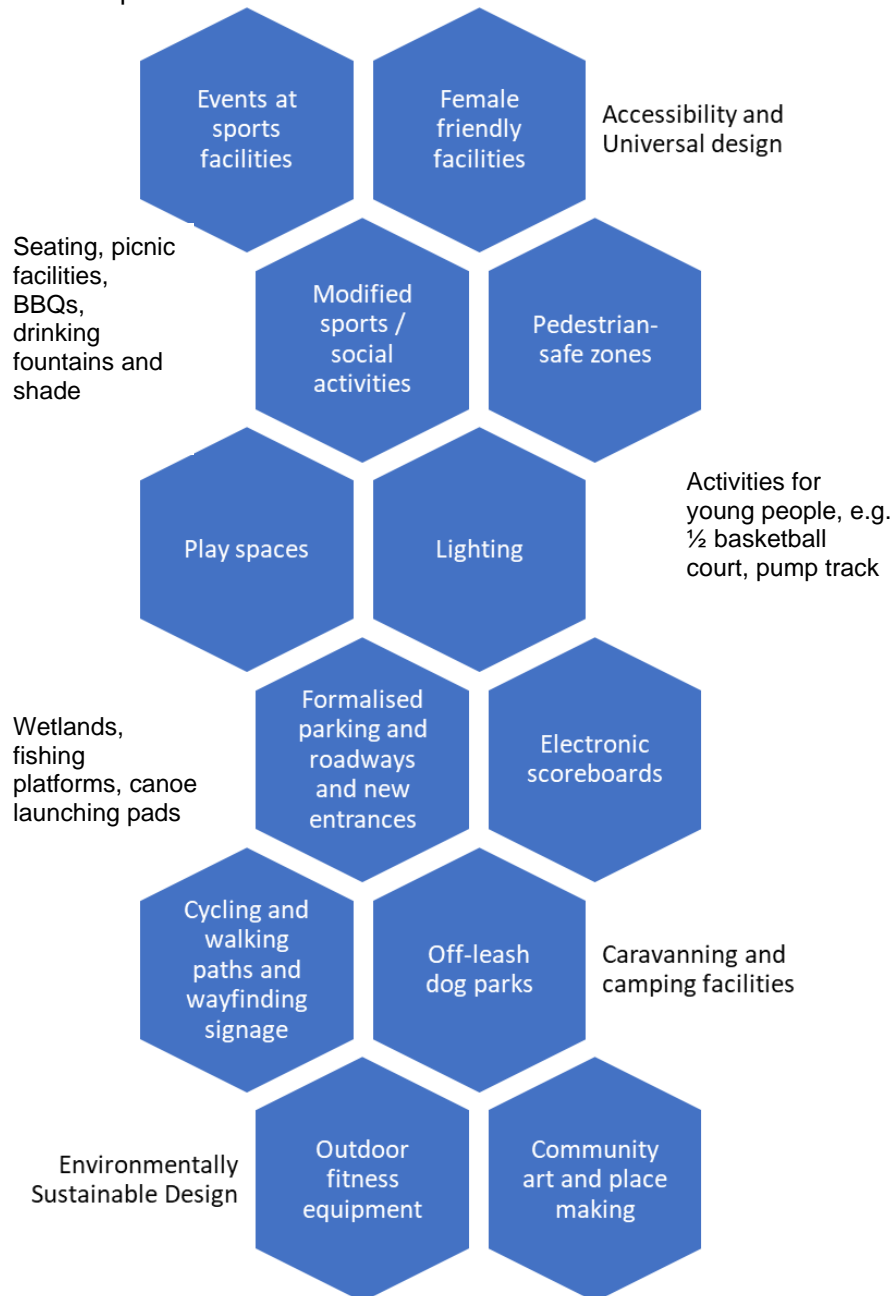 Events at
sports
facilities
Female
friendly
facilities
Accessibility and
Universal design
Seating, picnic
facilities,
BBQs,
drinking
fountains and
shade
Modified
sports /
social
activities
Pedestrian-
safe zones
Play spaces
Lighting
Activities for
young people, e.g.
½ basketball
court, pump track
Wetlands,
fishing
platforms, canoe
launching pads
Formalised
parking and
roadways
and new
entrances
Electronic
scoreboards
Cycling and
walking
paths and
wayfinding
signage
Off-leash
dog parks
Caravanning and
camping facilities
Environmentally
Sustainable Design
Outdoor
fitness
equipment
Community
art and place
making